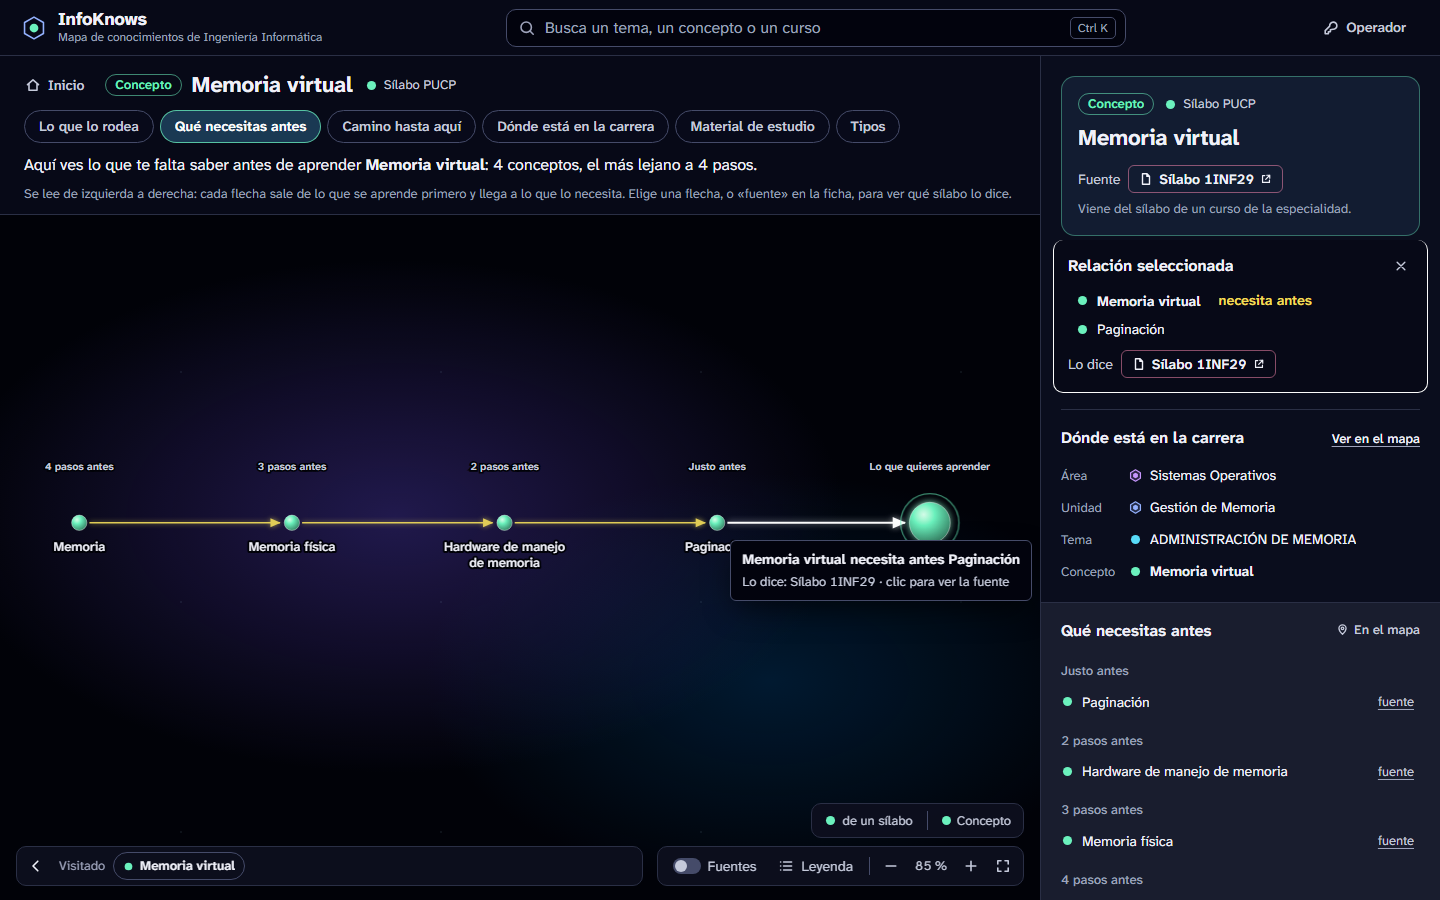 InfoKnows
Mapa de conocimientos de Ingeniería Informática
Busca un tema, un concepto o un curso
Ctrl K
Operador
Inicio
Concepto
Memoria virtual
Sílabo PUCP
Lo que lo rodea
Qué necesitas antes
Camino hasta aquí
Dónde está en la carrera
Material de estudio
Tipos
Aquí ves lo que te falta saber antes de aprender Memoria virtual: 4 conceptos, el más lejano a 4 pasos.
Se lee de izquierda a derecha: cada flecha sale de lo que se aprende primero y llega a lo que lo necesita. Elige una flecha, o «fuente» en la ficha, para ver qué sílabo lo dice.
4 pasos antes
3 pasos antes
2 pasos antes
Justo antes
Lo que quieres aprender
Memoria
Memoria física
Hardware de manejo
de memoria
Paginac
Memoria virtual necesita antes Paginación
Lo dice: Sílabo 1INF29 · clic para ver la fuente
de un sílabo
Concepto
Visitado
Memoria virtual
Fuentes
Leyenda
85 %
Concepto
Sílabo PUCP
Memoria virtual
Fuente
Sílabo 1INF29
Viene del sílabo de un curso de la especialidad.
Relación seleccionada
Memoria virtual necesita antes
Paginación
Lo dice
Sílabo 1INF29
Dónde está en la carrera
Ver en el mapa
Área
Sistemas Operativos
Unidad
Gestión de Memoria
Tema
ADMINISTRACIÓN DE MEMORIA
Concepto
Memoria virtual
Qué necesitas antes
En el mapa
Justo antes
Paginación
fuente
2 pasos antes
Hardware de manejo de memoria
fuente
3 pasos antes
Memoria física
fuente
4 pasos antes